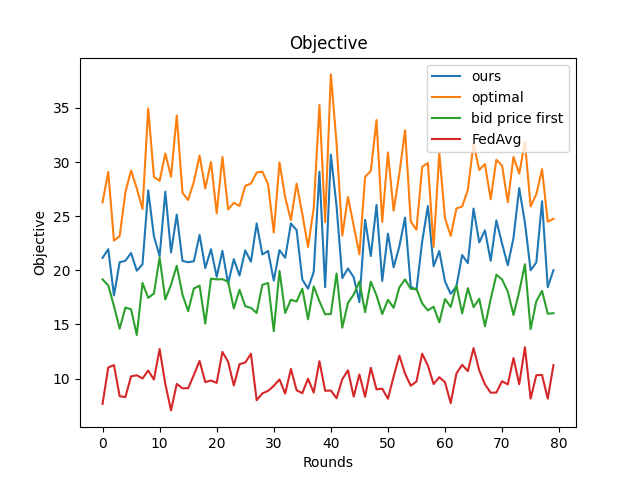 Objective
ours
optimal
bid price first
FedAvg
Objective
35
30
25
20
15
10
0 10 20 30 40 50 60 70 80
Rounds